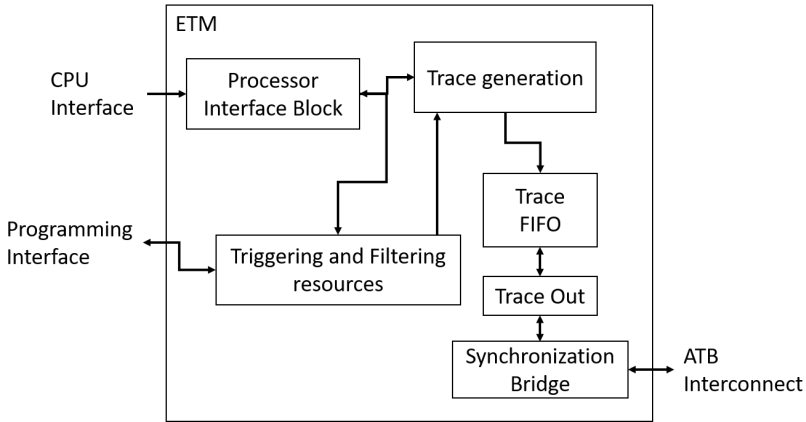 ETM
CPU
Interface
Processor
Interface Block
Trace generation
Programming
Interface
Triggering and Filtering
resources
Trace
FIFO
Trace Out
Synchronization
Bridge
ATB
Interconnect